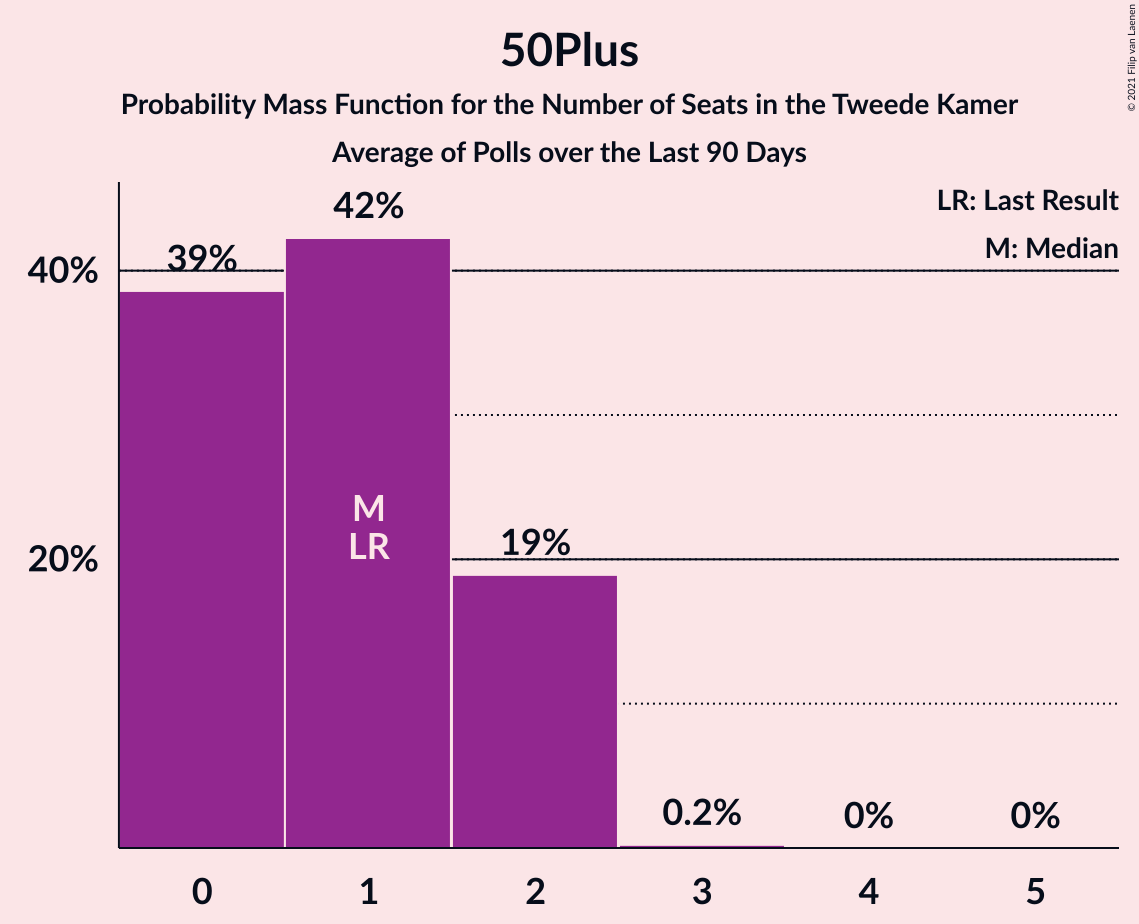 50Plus
Probability Mass Function for the Number of Seats in the Tweede Kamer
Average of Polls over the Last 90 Days
© 2021 Filip van Laenen
LR: Last Result
M: Median
42%
39%
40%
M
LR
19%
20%
0.2%
0%
0%
0 1 2 3 4 5